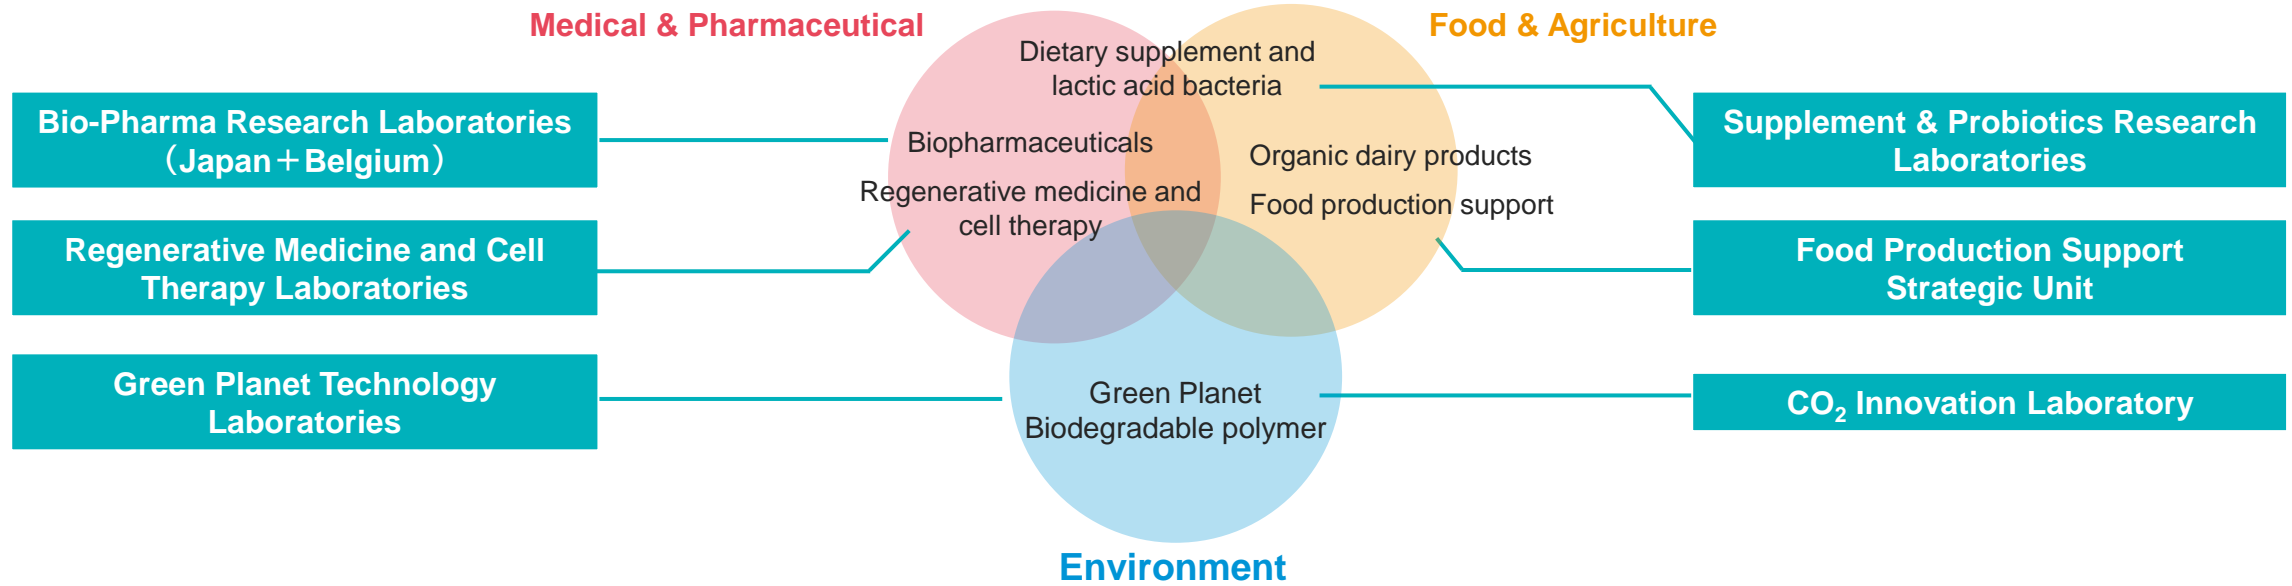 Medical & Pharmaceutical
Food & Agriculture
Dietary supplement and
lactic acid bacteria
Bio-Pharma Research Laboratories
（Japan＋Belgium）
Biopharmaceuticals
Organic dairy products
Supplement & Probiotics Research
Laboratories
Regenerative medicine and
cell therapy
Food production support
Regenerative Medicine and Cell
Therapy Laboratories
Food Production Support
Strategic Unit
Green Planet Technology
Laboratories
Green Planet
Biodegradable polymer
CO₂ Innovation Laboratory
Environment